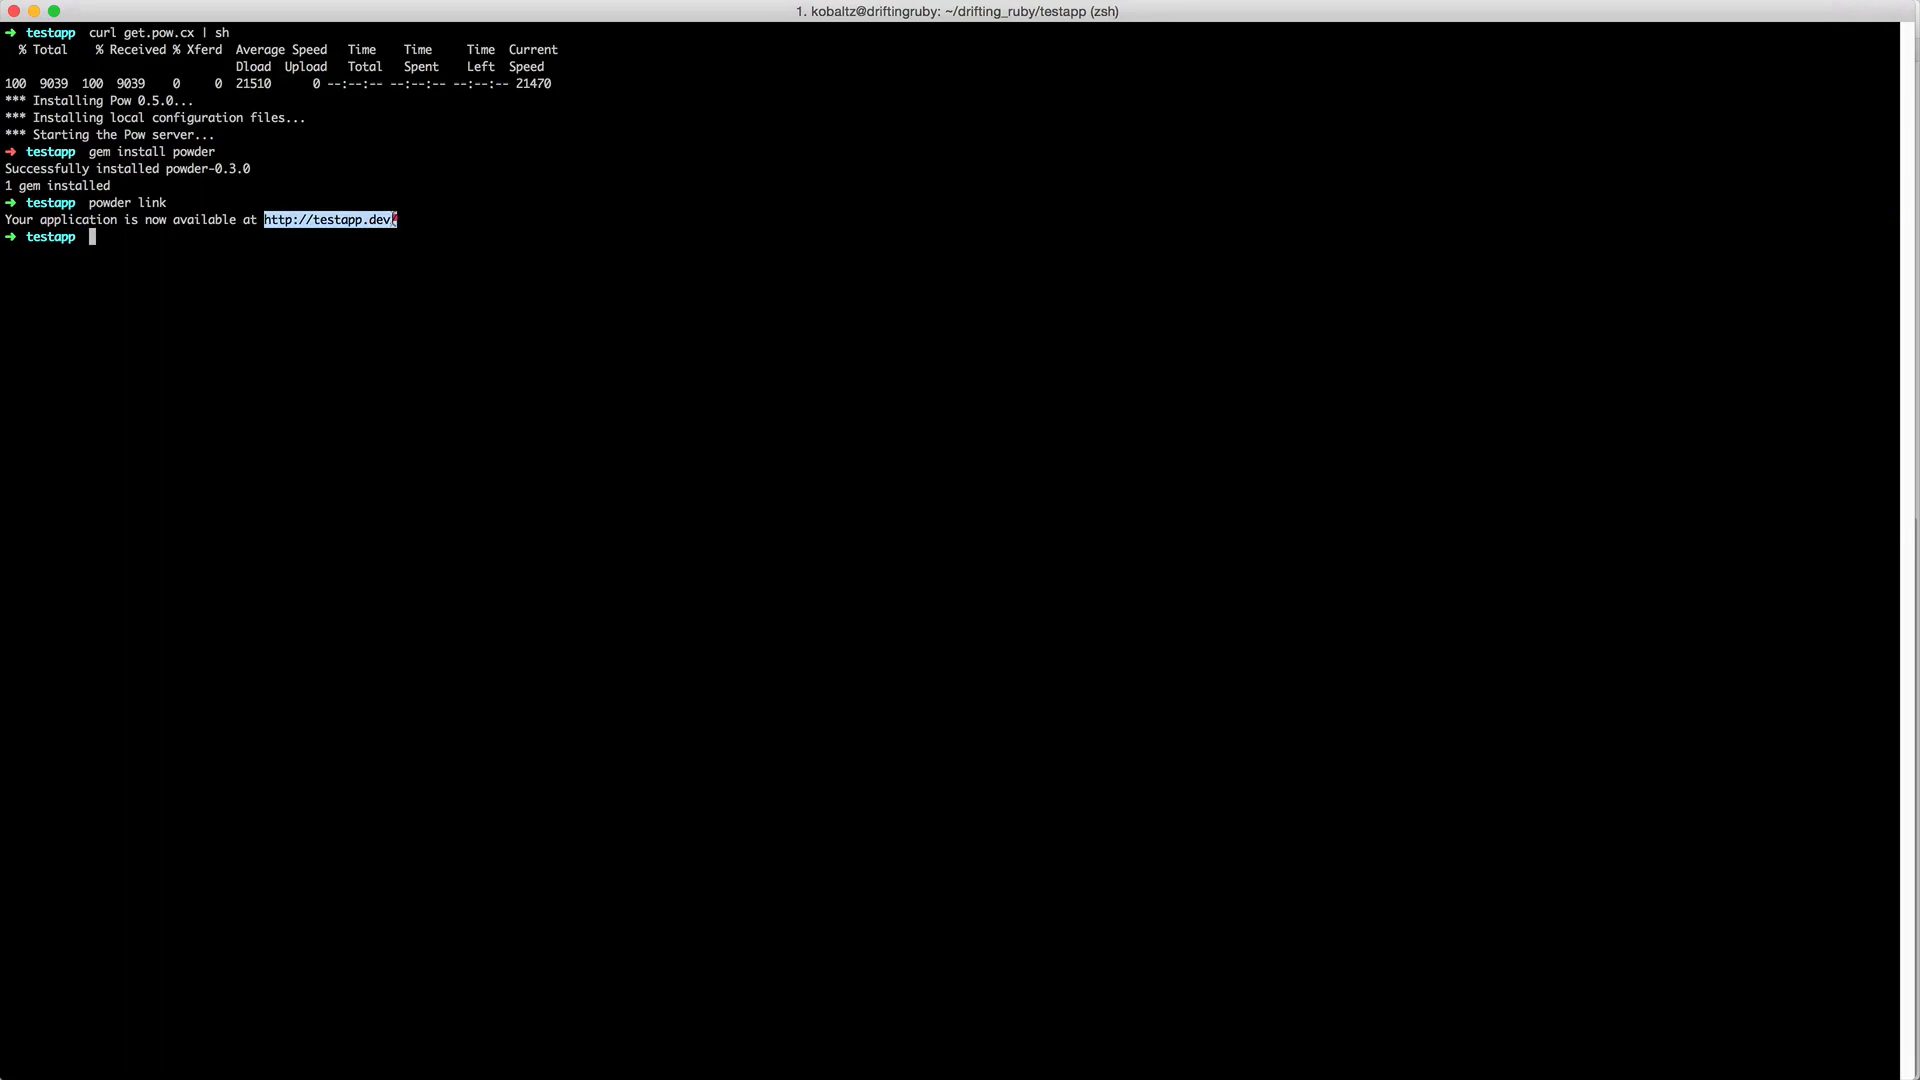 1. kobaltz@driftingruby: ~/drifting_ruby/testapp (zsh)
➜  testapp  curl get.pow.cx | sh
  % Total    % Received % Xferd  Average Speed   Time    Time     Time  Current
                                 Dload  Upload   Total   Spent    Left  Speed
100  9039  100  9039    0     0  21510      0 --:--:-- --:--:-- --:--:-- 21470
*** Installing Pow 0.5.0...
*** Installing local configuration files...
*** Starting the Pow server...
➜  testapp  gem install powder
Successfully installed powder-0.3.0
1 gem installed
➜  testapp  powder link
Your application is now available at http://testapp.dev/
➜  testapp